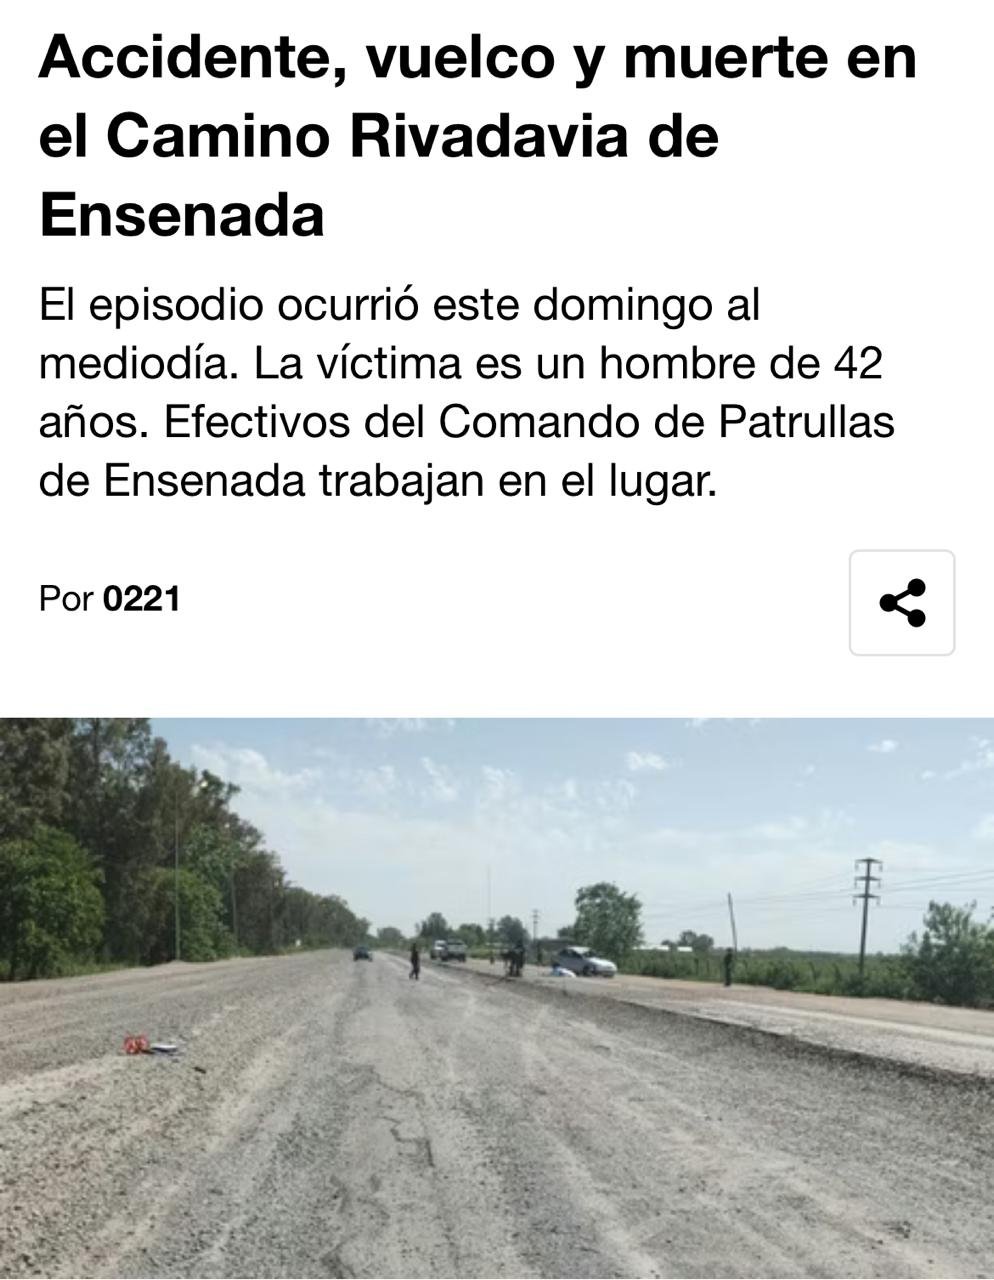 Accidente, vuelco y muerte en
el Camino Rivadavia de
Ensenada
El episodio ocurrió este domingo al
mediodía. La víctima es un hombre de 42
años. Efectivos del Comando de Patrullas
de Ensenada trabajan en el lugar.
Por 0221